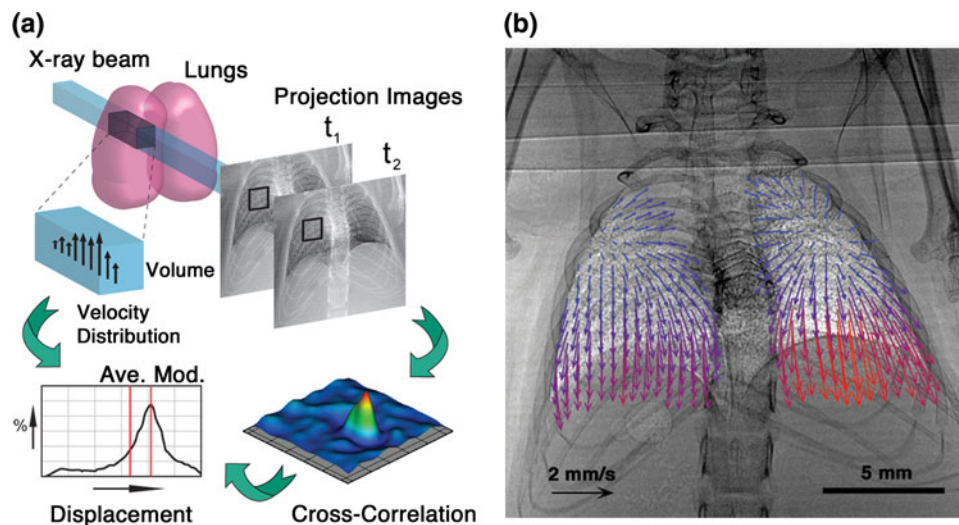 (a)
X-ray beam
Lungs
Projection Images
t1
t2
Volume
Velocity
Distribution
Ave. Mod.
%
Displacement
Cross-Correlation
(b)
2 mm/s
5 mm